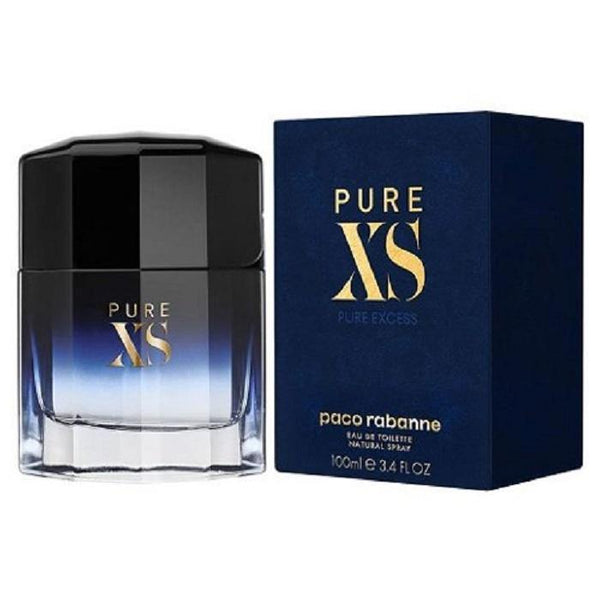 PURE
XS
PURE
XS
PURE EXCESS
paco rabanne
EAU DE TOILETTE
NATURAL SPRAY
100ml e 3.4 FL OZ